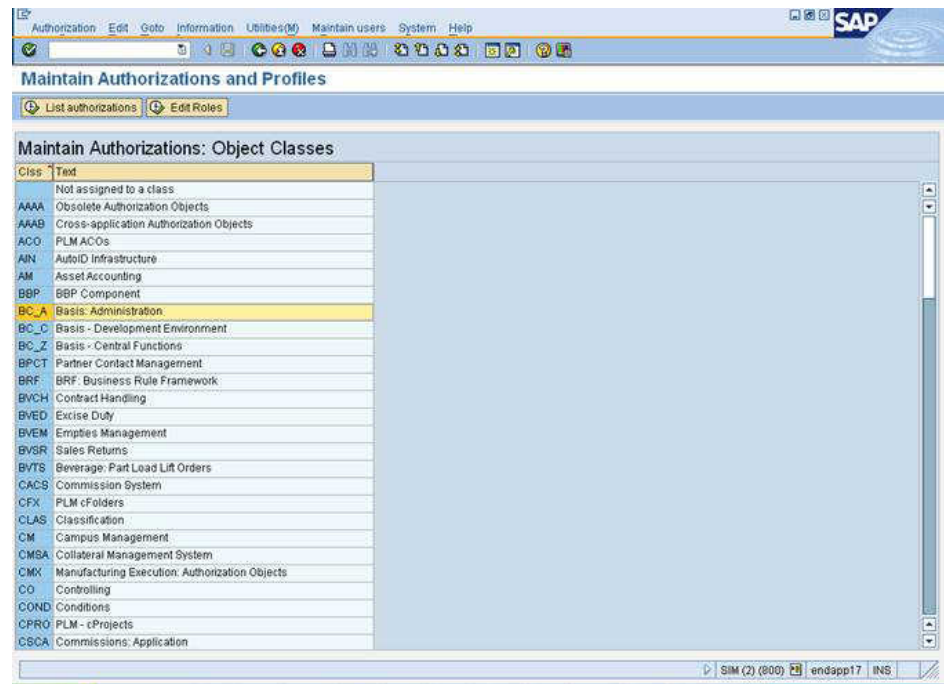 Authorization Edit Goto Information Utilities(M) Maintain users System Help
SAP
Maintain Authorizations and Profiles
List authorizations Edit Roles
Maintain Authorizations: Object Classes
Clss Text
Not assigned to a class
AAAA Obsolete Authorization Objects
AAAB Cross-application Authorization Objects
ACO PLM ACOs
AIN AutoID Infrastructure
AM Asset Accounting
BBP BBP Component
BC_A Basis: Administration
BC_C Basis - Development Environment
BC_Z Basis - Central Functions
BPCT Partner Contact Management
BRF BRF: Business Rule Framework
BVCH Contract Handling
BVED Excise Duty
BVEM Empties Management
BVSR Sales Returns
BVTS Beverage: Part Load Lift Orders
CACS Commission System
CFX PLM cFolders
CLAS Classification
CM Campus Management
CMSA Collateral Management System
CMX Manufacturing Execution: Authorization Objects
CO Controlling
COND Conditions
CPRO PLM - cProjects
CSCA Commissions: Application
SIM (2) (800) endapp17 INS